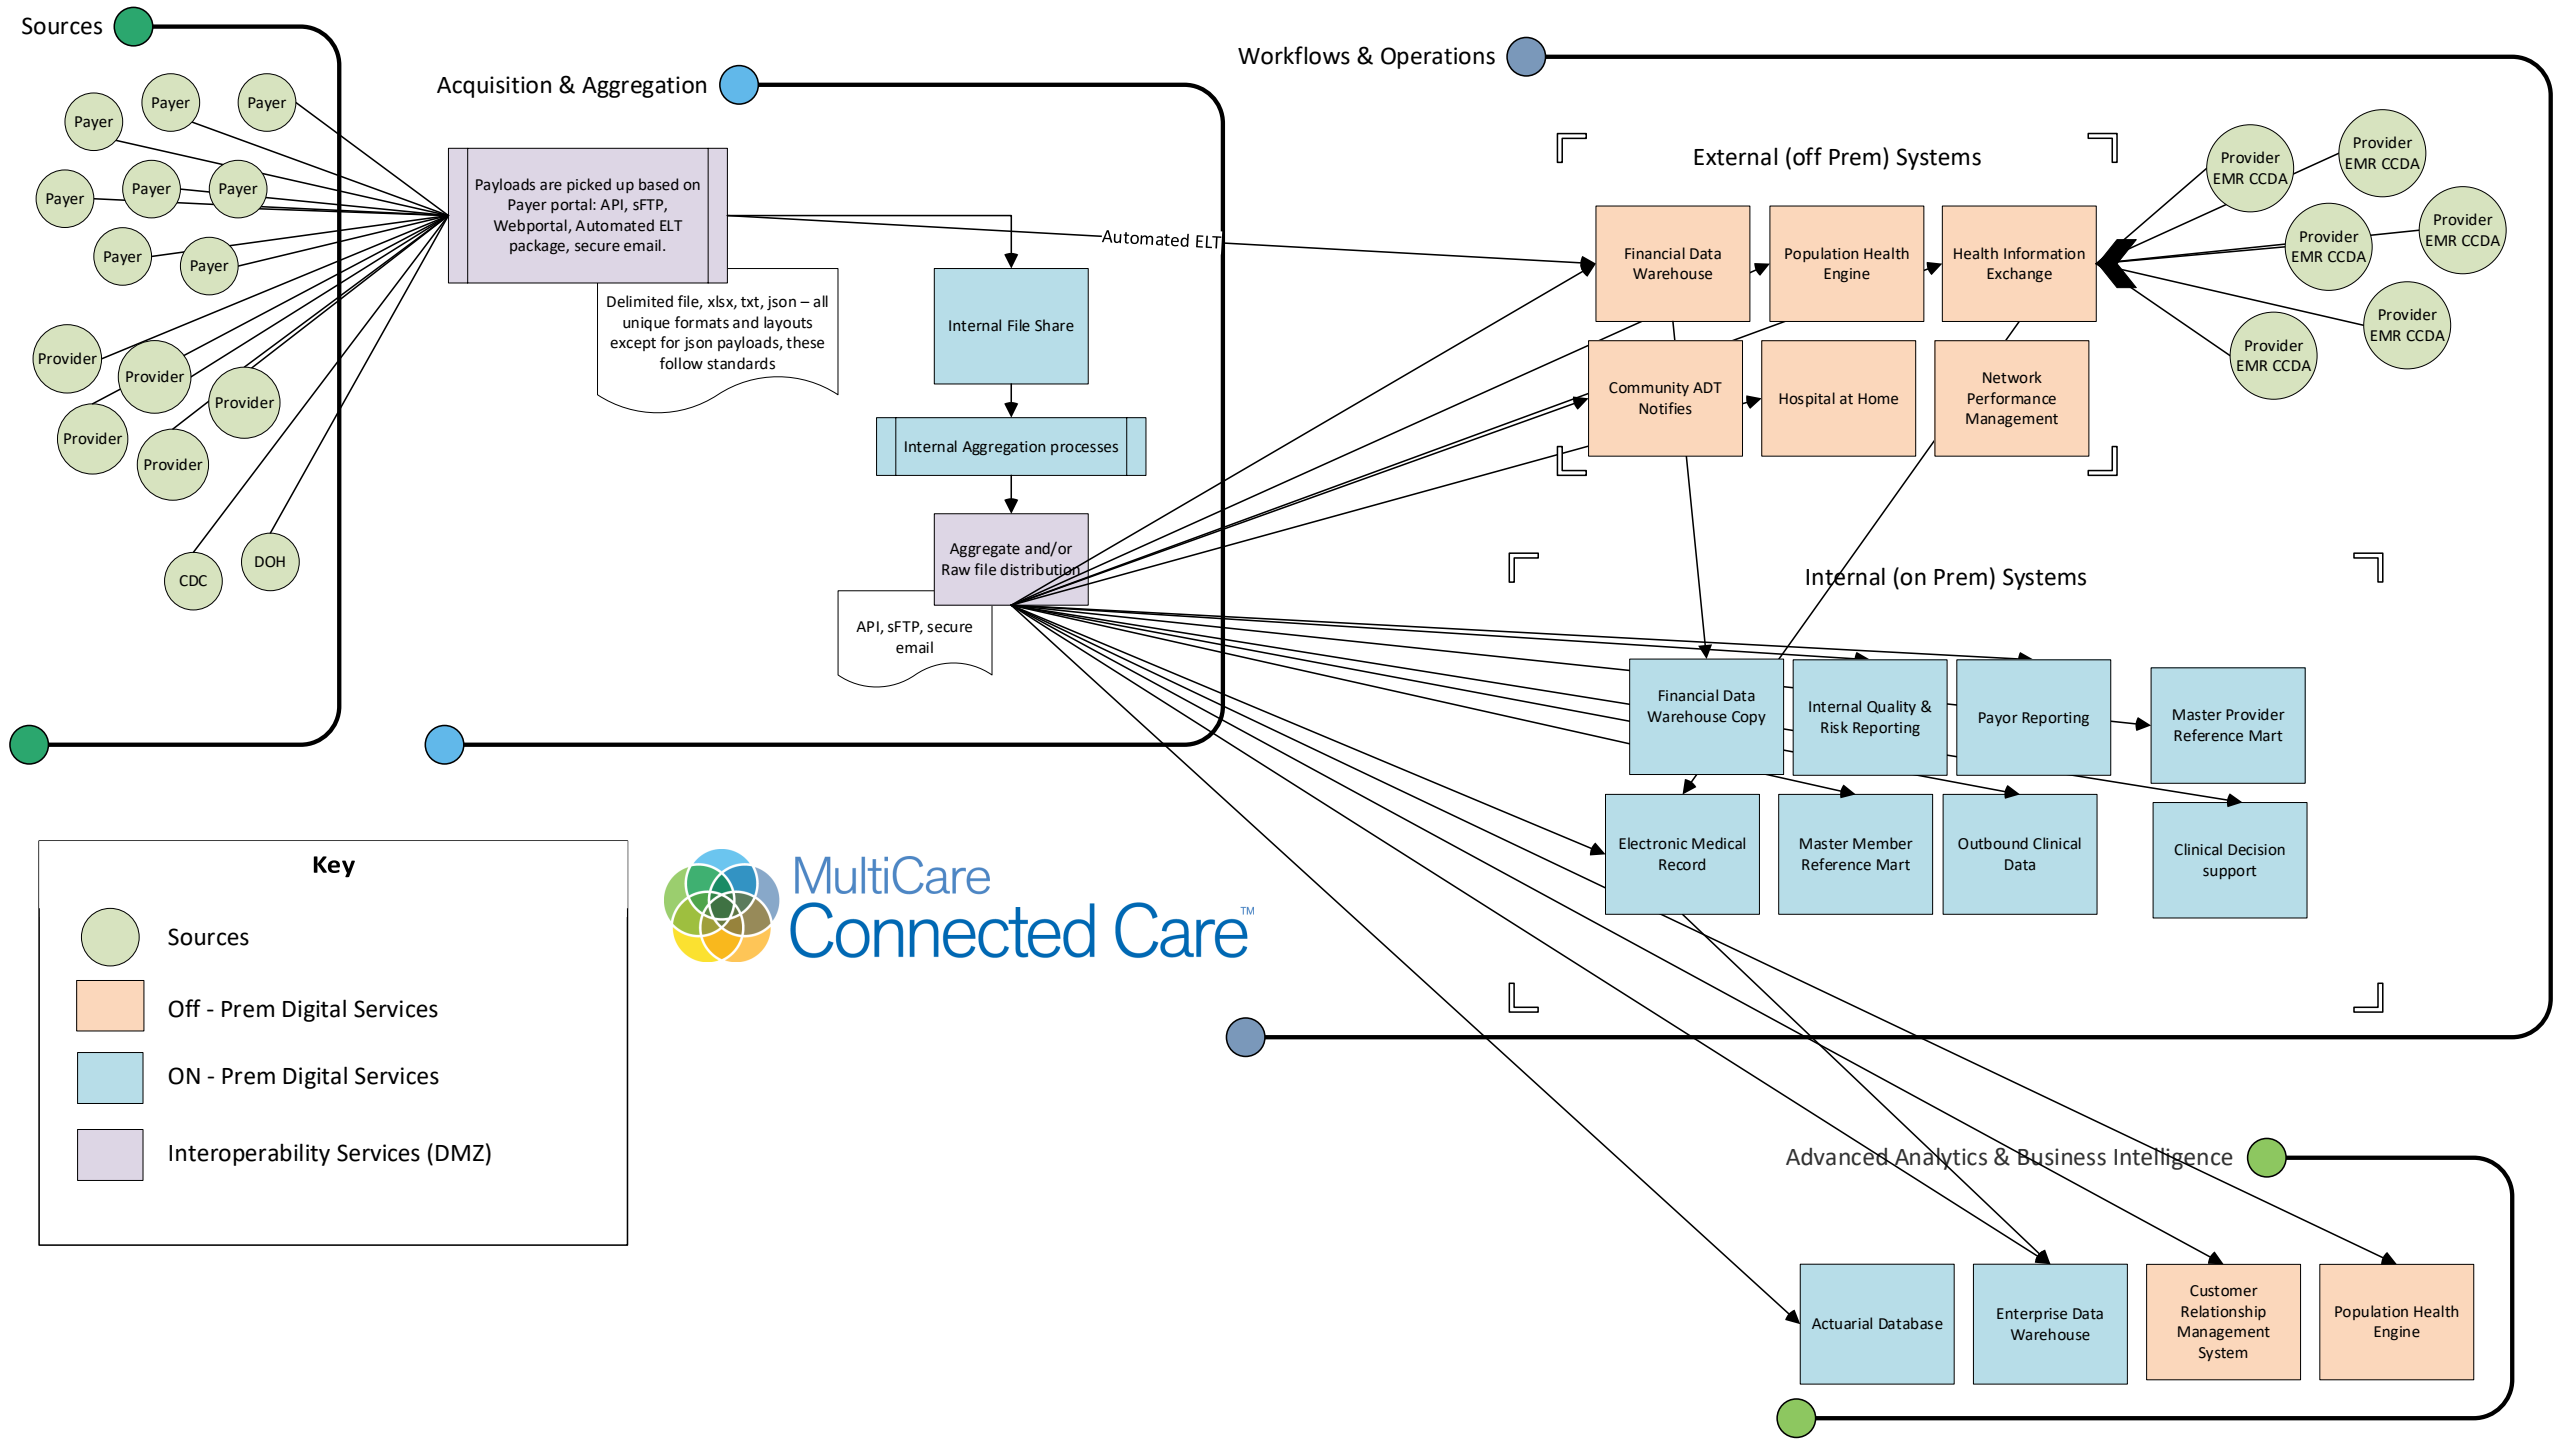 Sources
Payer
Payer
Payer
Payer
Payer
Payer
Payer
Payer
Provider
Provider
Provider
Provider
Provider
CDC
DOH
Acquisition & Aggregation
Payloads are picked up based on
Payer portal: API, sFTP,
Webportal, Automated ELT
package, secure email.
Delimited file, xlsx, txt, json – all
unique formats and layouts
except for json payloads, these
follow standards
Automated ELT
Internal File Share
Internal Aggregation processes
Aggregate and/or
Raw file distribution
API, sFTP, secure
email
Workflows & Operations
External (off Prem) Systems
Financial Data
Warehouse
Population Health
Engine
Health Information
Exchange
Community ADT
Notifies
Hospital at Home
Network
Performance
Management
Provider
EMR CCDA
Provider
EMR CCDA
Provider
EMR CCDA
Provider
EMR CCDA
Provider
EMR CCDA
Provider
EMR CCDA
Internal (on Prem) Systems
Financial Data
Warehouse Copy
Internal Quality &
Risk Reporting
Payor Reporting
Master Provider
Reference Mart
Electronic Medical
Record
Master Member
Reference Mart
Outbound Clinical
Data
Clinical Decision
support
Key
Sources
Off - Prem Digital Services
ON - Prem Digital Services
Interoperability Services (DMZ)
MultiCare
Connected Care™
Advanced Analytics & Business Intelligence
Actuarial Database
Enterprise Data
Warehouse
Customer
Relationship
Management
System
Population Health
Engine